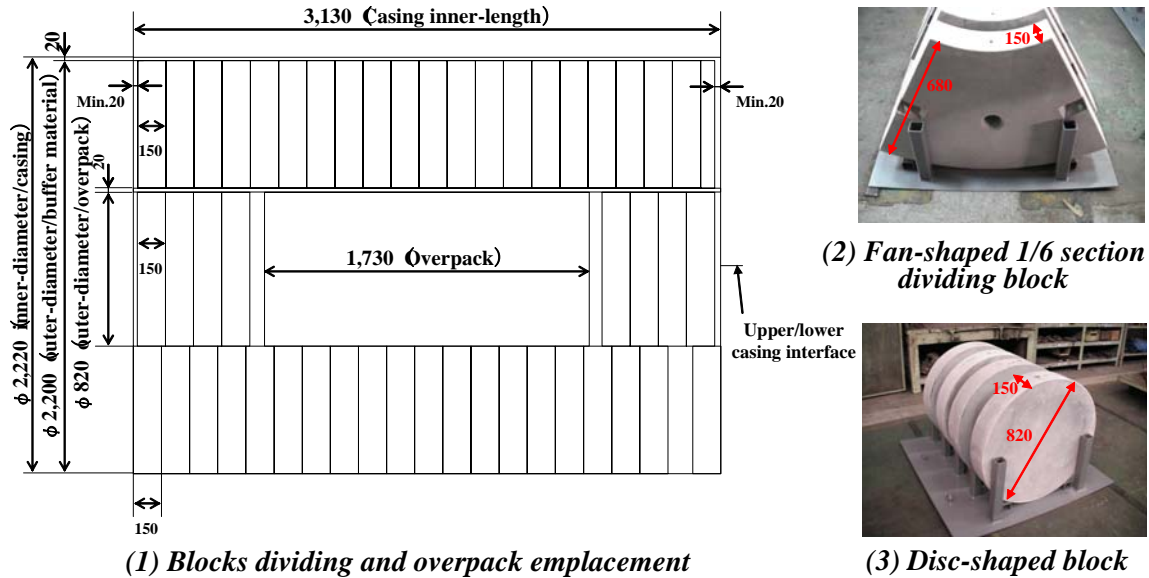 3,130 (Casing inner-length)
20
Min.20
Min.20
150
20
150
1,730 (Overpack)
φ 2,220 (inner-diameter/casing)
φ 2,200 (outer-diameter/buffer material)
φ 820 (outer-diameter/overpack)
Upper/lower
casing interface
150
(1) Blocks dividing and overpack emplacement
150
680
(2) Fan-shaped 1/6 section
dividing block
150
820
(3) Disc-shaped block